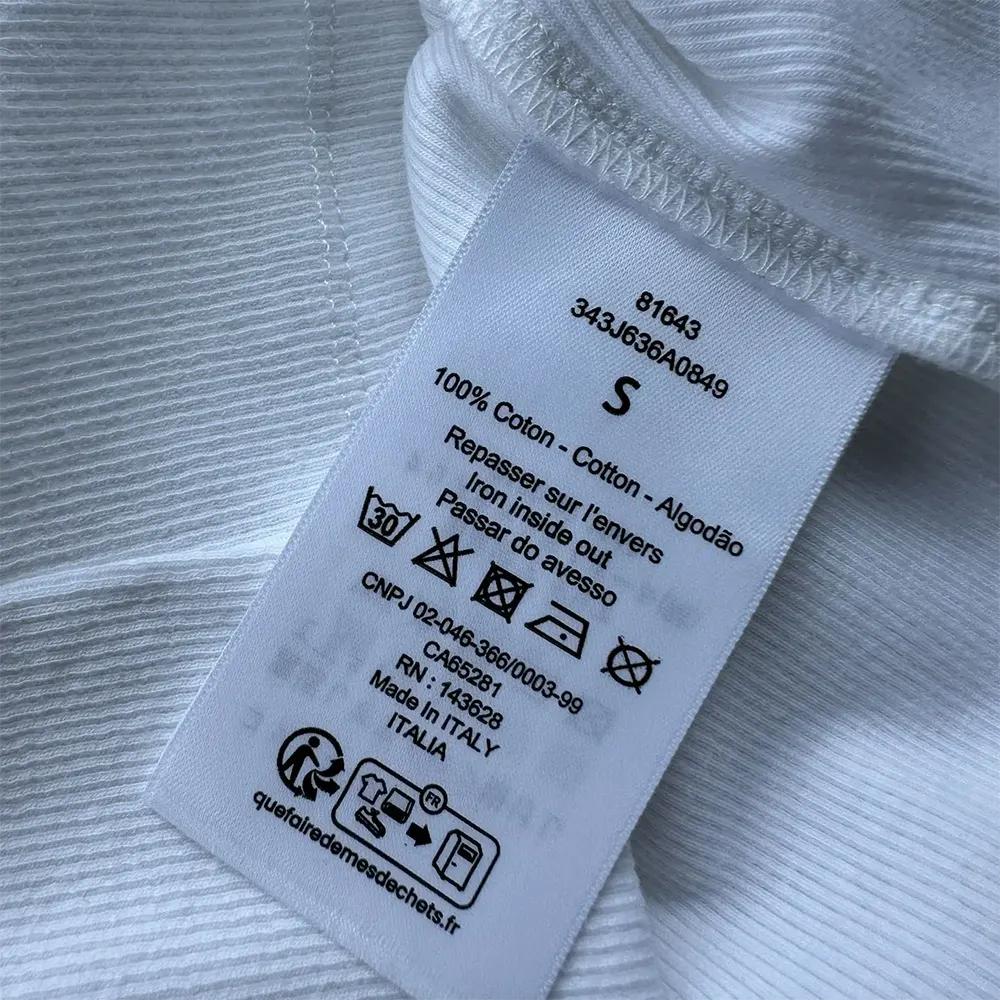 81643
343J636A0849
S
100% Coton - Cotton - Algodão
Repasser sur l'envers
Iron inside out
Passar do avesso
30
CNPJ 02-046-366/0003-99
CA65281
RN : 143628
Made In ITALY
ITALIA
FR
quefairedemesdechets.fr